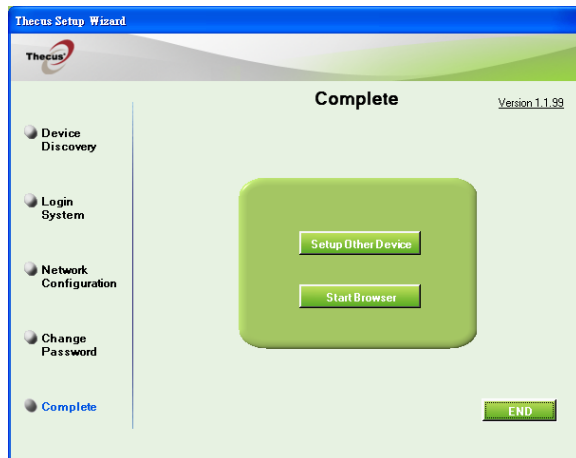 Thecus Setup Wizard
Thecus
Complete
Version 1.1.99
Device
Discovery
Login
System
Network
Configuration
Change
Password
Complete
Setup Other Device
Start Browser
END